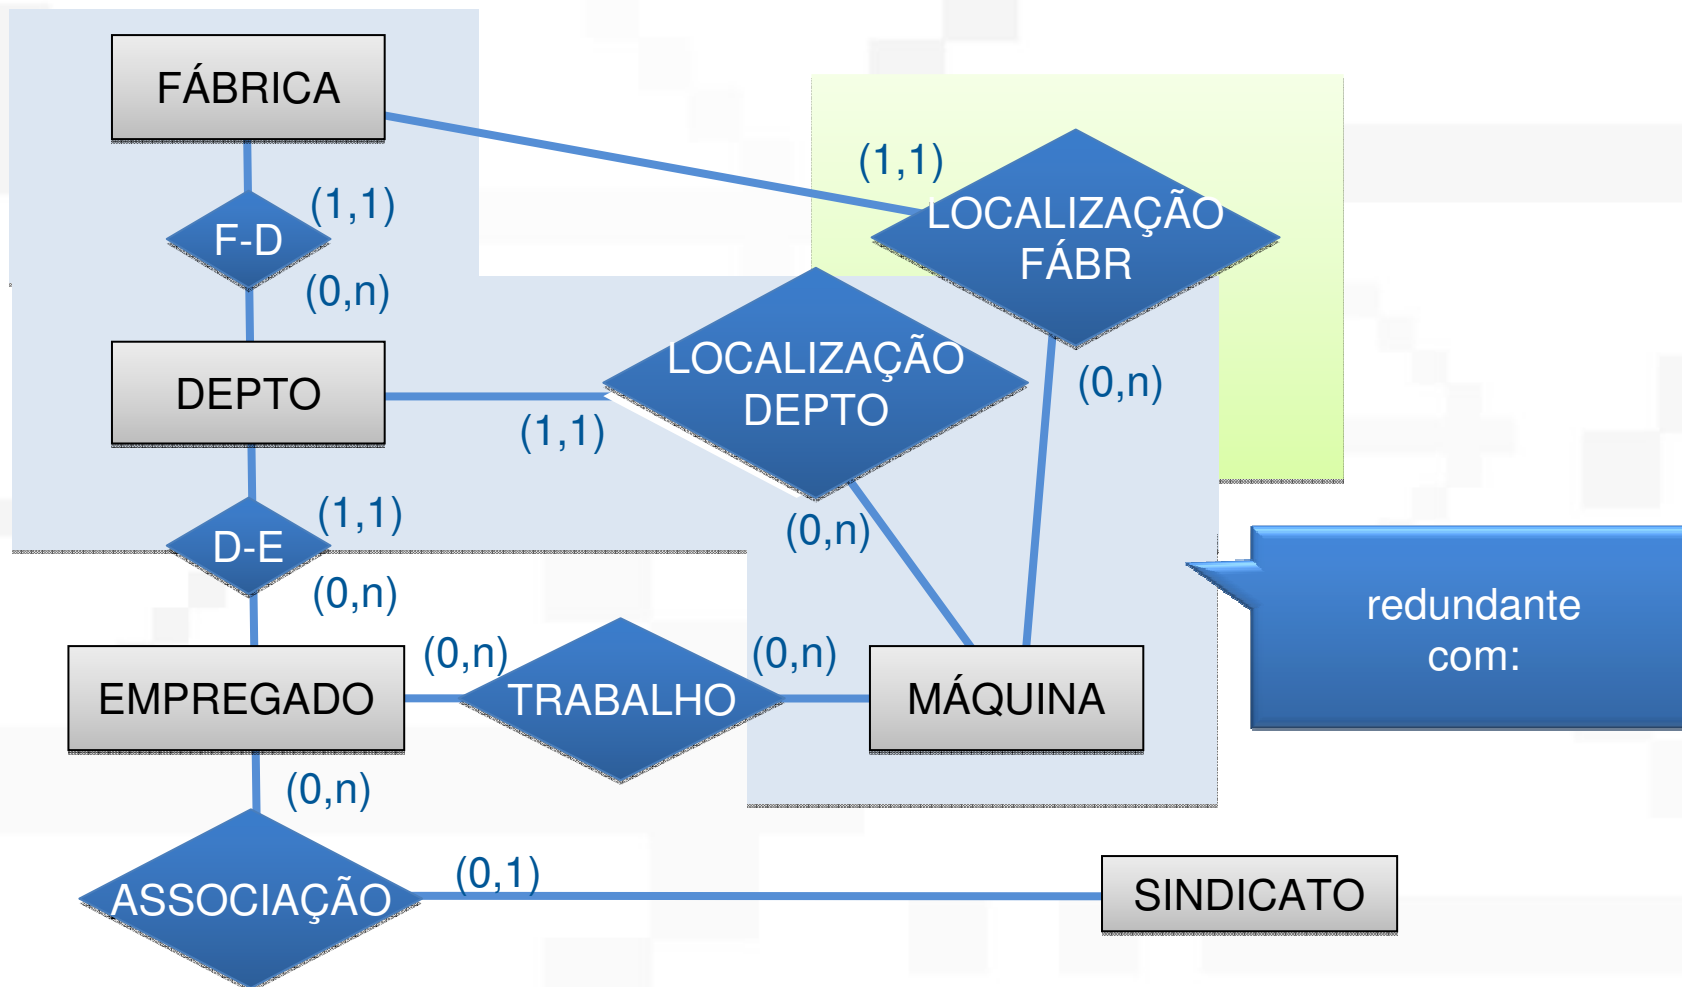 FÁBRICA
(1,1)
(1,1)
LOCALIZAÇÃO
FÁBR
F-D
(0,n)
DEPTO
LOCALIZAÇÃO
DEPTO
(0,n)
(1,1)
(1,1)
D-E
(0,n)
(0,n)
redundante
com:
(0,n)
(0,n)
EMPREGADO
TRABALHO
MÁQUINA
(0,n)
(0,1)
ASSOCIAÇÃO
SINDICATO